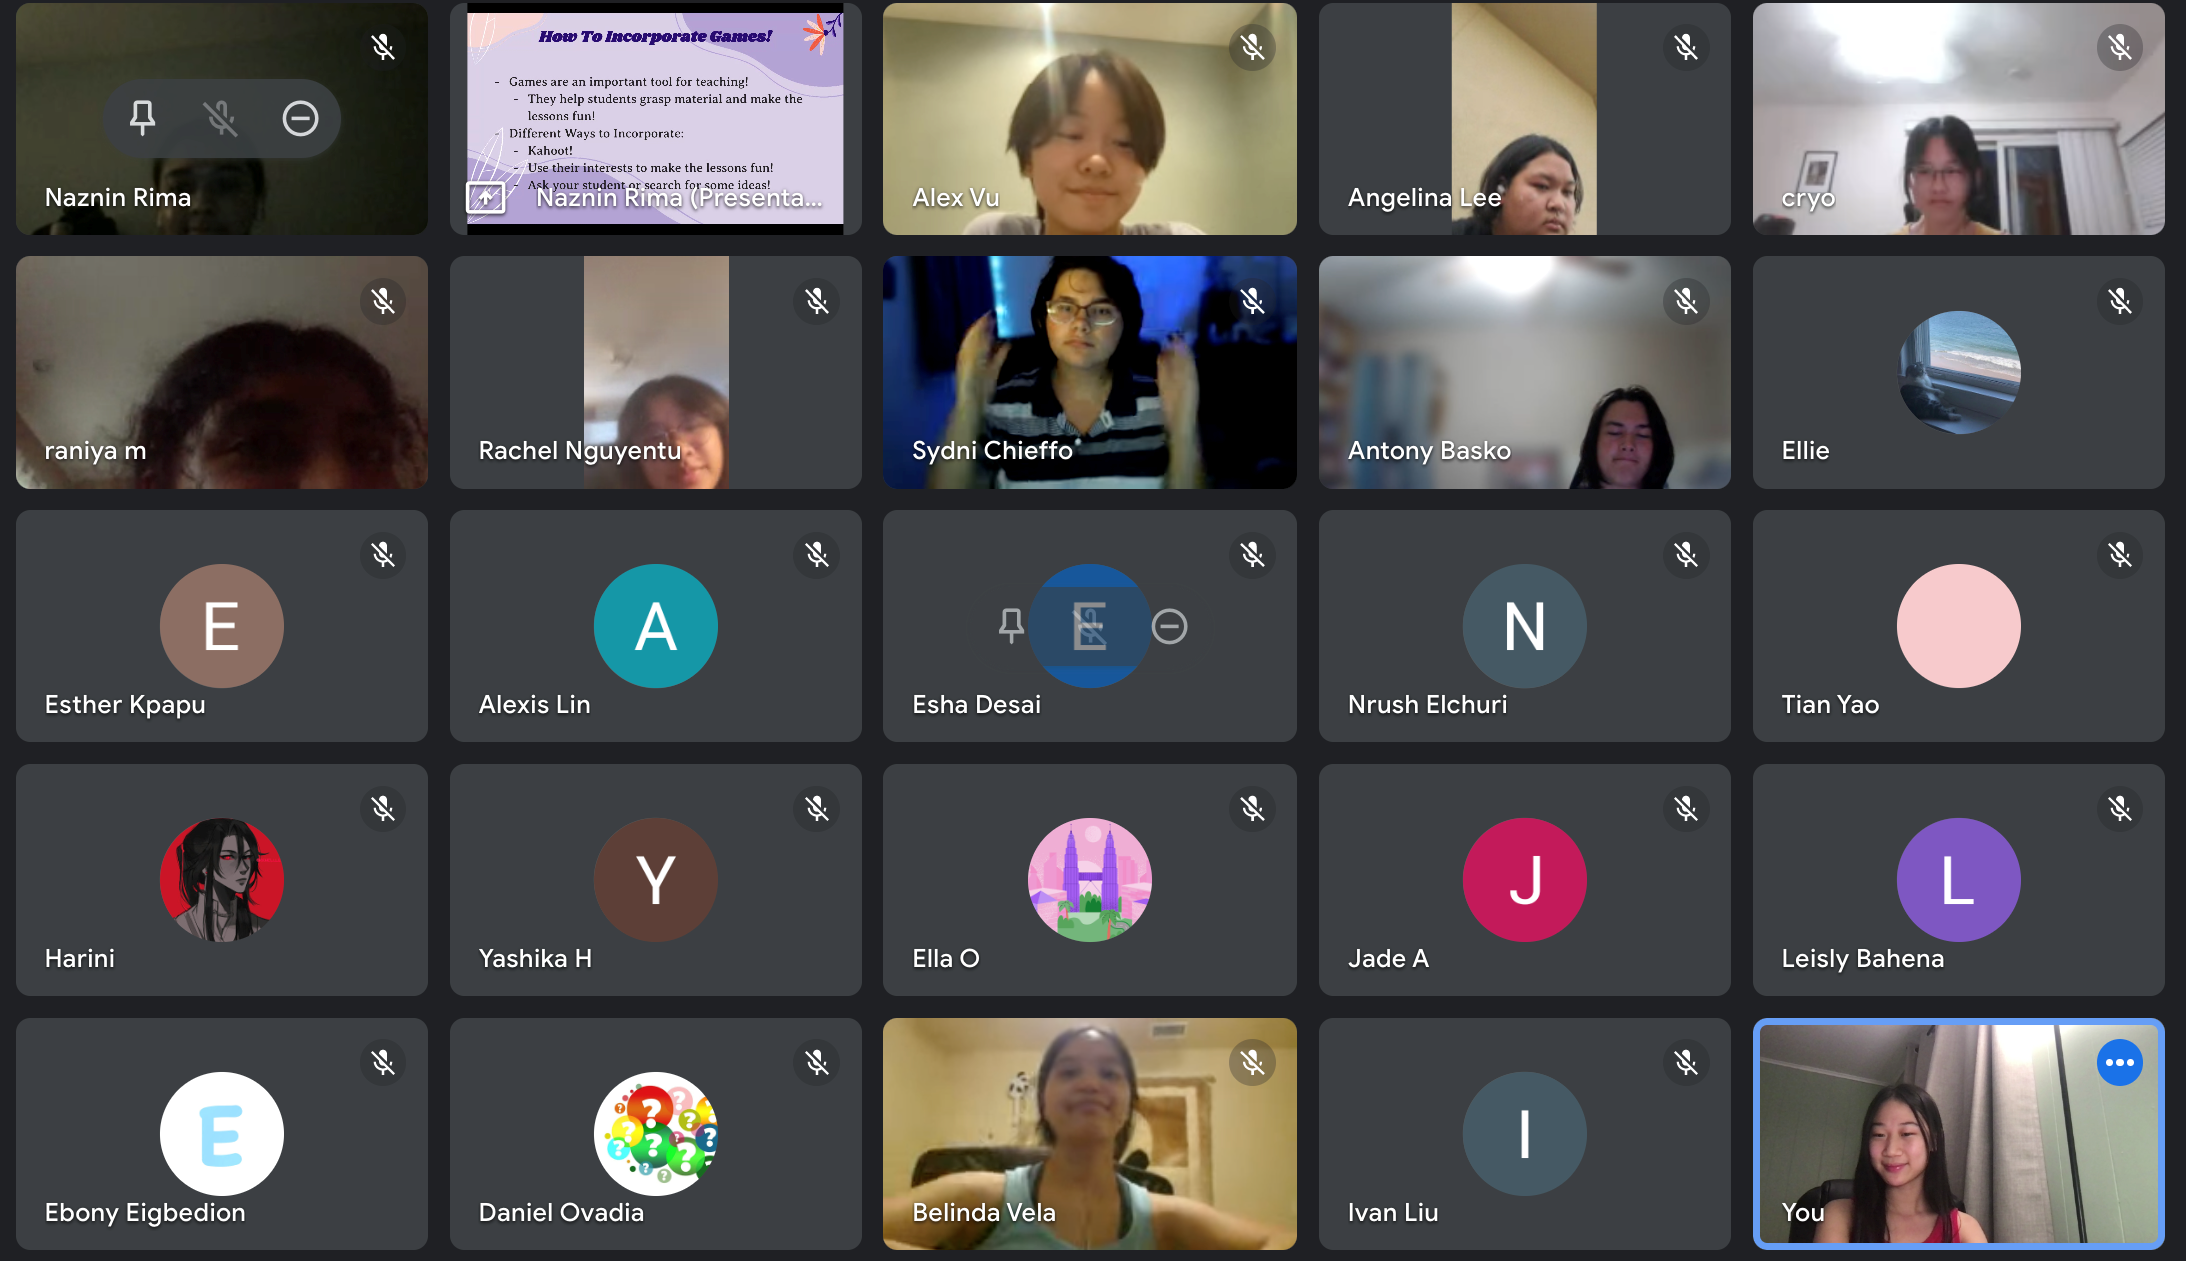 Naznin Rima
How To Incorporate Games!
- Games are an important tool for teaching!
- They help students grasp material and make the
lessons fun!
- Different Ways to Incorporate:
- Kahoot!
- Use their interests to make the lessons fun!
- Ask your student or search for some ideas!
Naznin Rima (Presenta...
Alex Vu
Angelina Lee
cryo
raniya m
Rachel Nguyentu
Sydni Chieffo
Antony Basko
Ellie
E
Esther Kpapu
A
Alexis Lin
E
Esha Desai
N
Nrush Elchuri
Tian Yao
Harini
Y
Yashika H
Ella O
J
Jade A
L
Leisly Bahena
E
Ebony Eigbedion
? ? ? ? ? ? ? ? ? ?
Daniel Ovadia
Belinda Vela
I
Ivan Liu
You